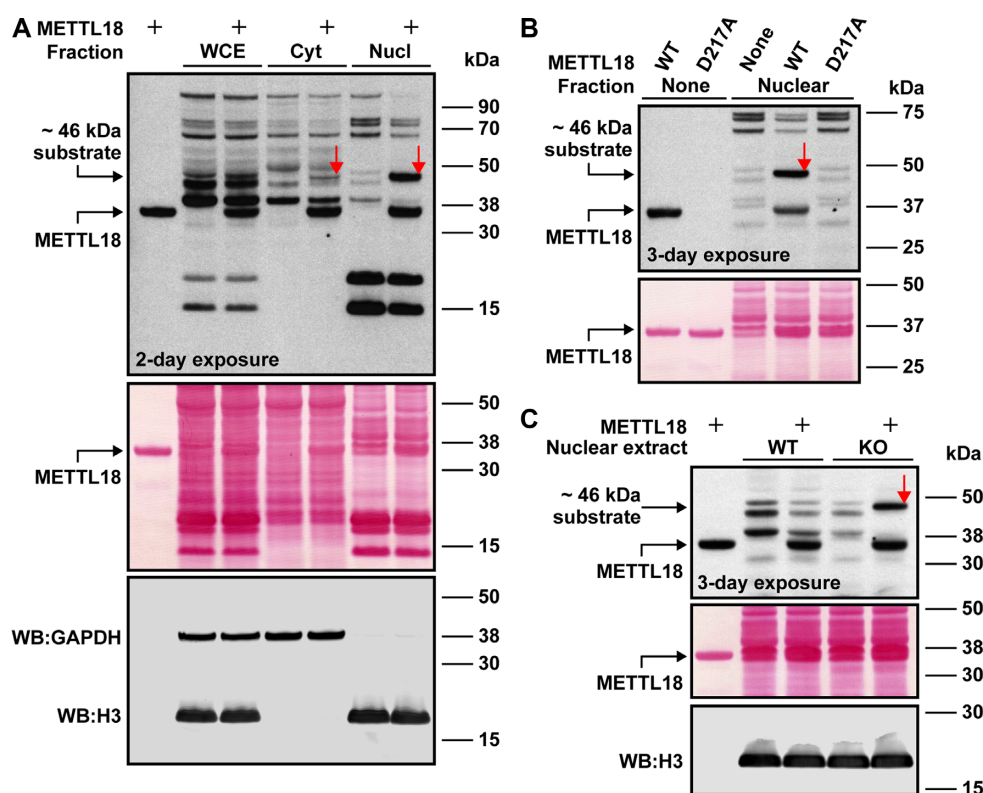 A
METTL18 + + + +
Fraction WCE Cyt Nucl
kDa
90
70
~ 46 kDa
substrate
50
38
METTL18
30
15
2-day exposure
50
METTL18
38
30
15
50
WB:GAPDH
38
30
WB:H3
15
B
METTL18 WT D217A None WT D217A
Fraction None Nuclear
kDa
75
~ 46 kDa
substrate
50
METTL18
37
25
3-day exposure
50
METTL18
37
25
C
METTL18 + + +
Nuclear extract WT KO
kDa
~ 46 kDa
substrate
50
38
METTL18
30
3-day exposure
50
38
METTL18
30
30
WB:H3
15